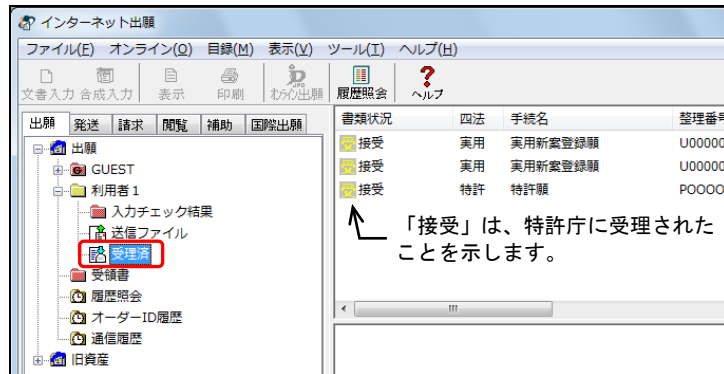 インターネット出願
ファイル(F) オンライン(O) 目録(M) 表示(V) ツール(T) ヘルプ(H)
文書入力 合成入力 表示 印刷 わライン出願 履歴照会 ヘルプ
出願 発送 請求 閲覧 補助 国際出願
書類状況 四法 手続名 整理番号
出願
GUEST
利用者1
入力チェック結果
送信ファイル
受理済
受領書
履歴照会
オーダーID履歴
通信履歴
旧資産
接受 実用 実用新案登録願 U00000
接受 実用 実用新案登録願 U00000
接受 特許 特許願 POOOO
「接受」は、特許庁に受理された
ことを示します。